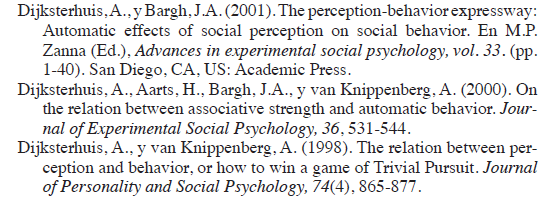 Dijksterhuis, A., y Bargh, J.A. (2001). The perception-behavior expressway:
Automatic effects of social perception on social behavior. En M.P.
Zanna (Ed.), Advances in experimental social psychology, vol. 33. (pp.
1-40). San Diego, CA, US: Academic Press.
Dijksterhuis, A., Aarts, H., Bargh, J.A., y van Knippenberg, A. (2000). On
the relation between associative strength and automatic behavior. Jour-
nal of Experimental Social Psychology, 36, 531-544.
Dijksterhuis, A., y van Knippenberg, A. (1998). The relation between per-
ception and behavior, or how to win a game of Trivial Pursuit. Journal
of Personality and Social Psychology, 74(4), 865-877.